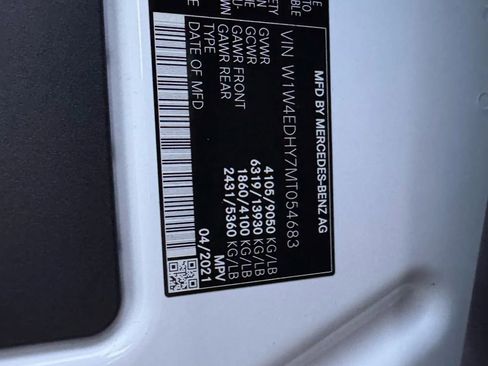 MFD BY MERCEDES-BENZ AG
VIN W1W4EDHY7MT054683
GVWR 4105/9050 KG/LB
GCWR 6319/13930 KG/LB
GAWR FRONT 1860/4100 KG/LB
GAWR REAR 2431/5360 KG/LB
TYPE MPV
DATE OF MFD. 04/2021
TO